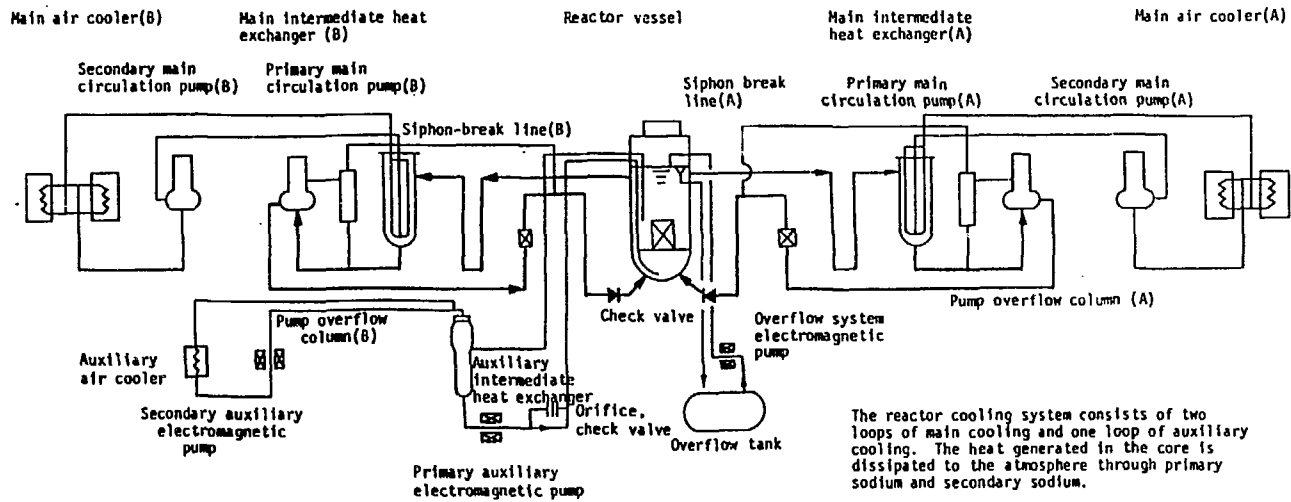 Main air cooler(B)
Main intermediate heat
exchanger (B)
Reactor vessel
Main intermediate
heat exchanger(A)
Main air cooler(A)
Secondary main
circulation pump(B)
Primary main
circulation pump(B)
Siphon break
line(A)
Primary main
circulation pump(A)
Secondary main
circulation pump(A)
Siphon-break line(B)
Pump overflow column (A)
Check valve
Overflow system
electromagnetic
pump
Pump overflow
column(B)
Auxiliary
air cooler
Auxiliary
intermediate
heat exchanger
Secondary auxiliary
electromagnetic
pump
Orifice,
check valve
Overflow tank
Primary auxiliary
electromagnetic pump
The reactor cooling system consists of two
loops of main cooling and one loop of auxiliary
cooling. The heat generated in the core is
dissipated to the atmosphere through primary
sodium and secondary sodium.